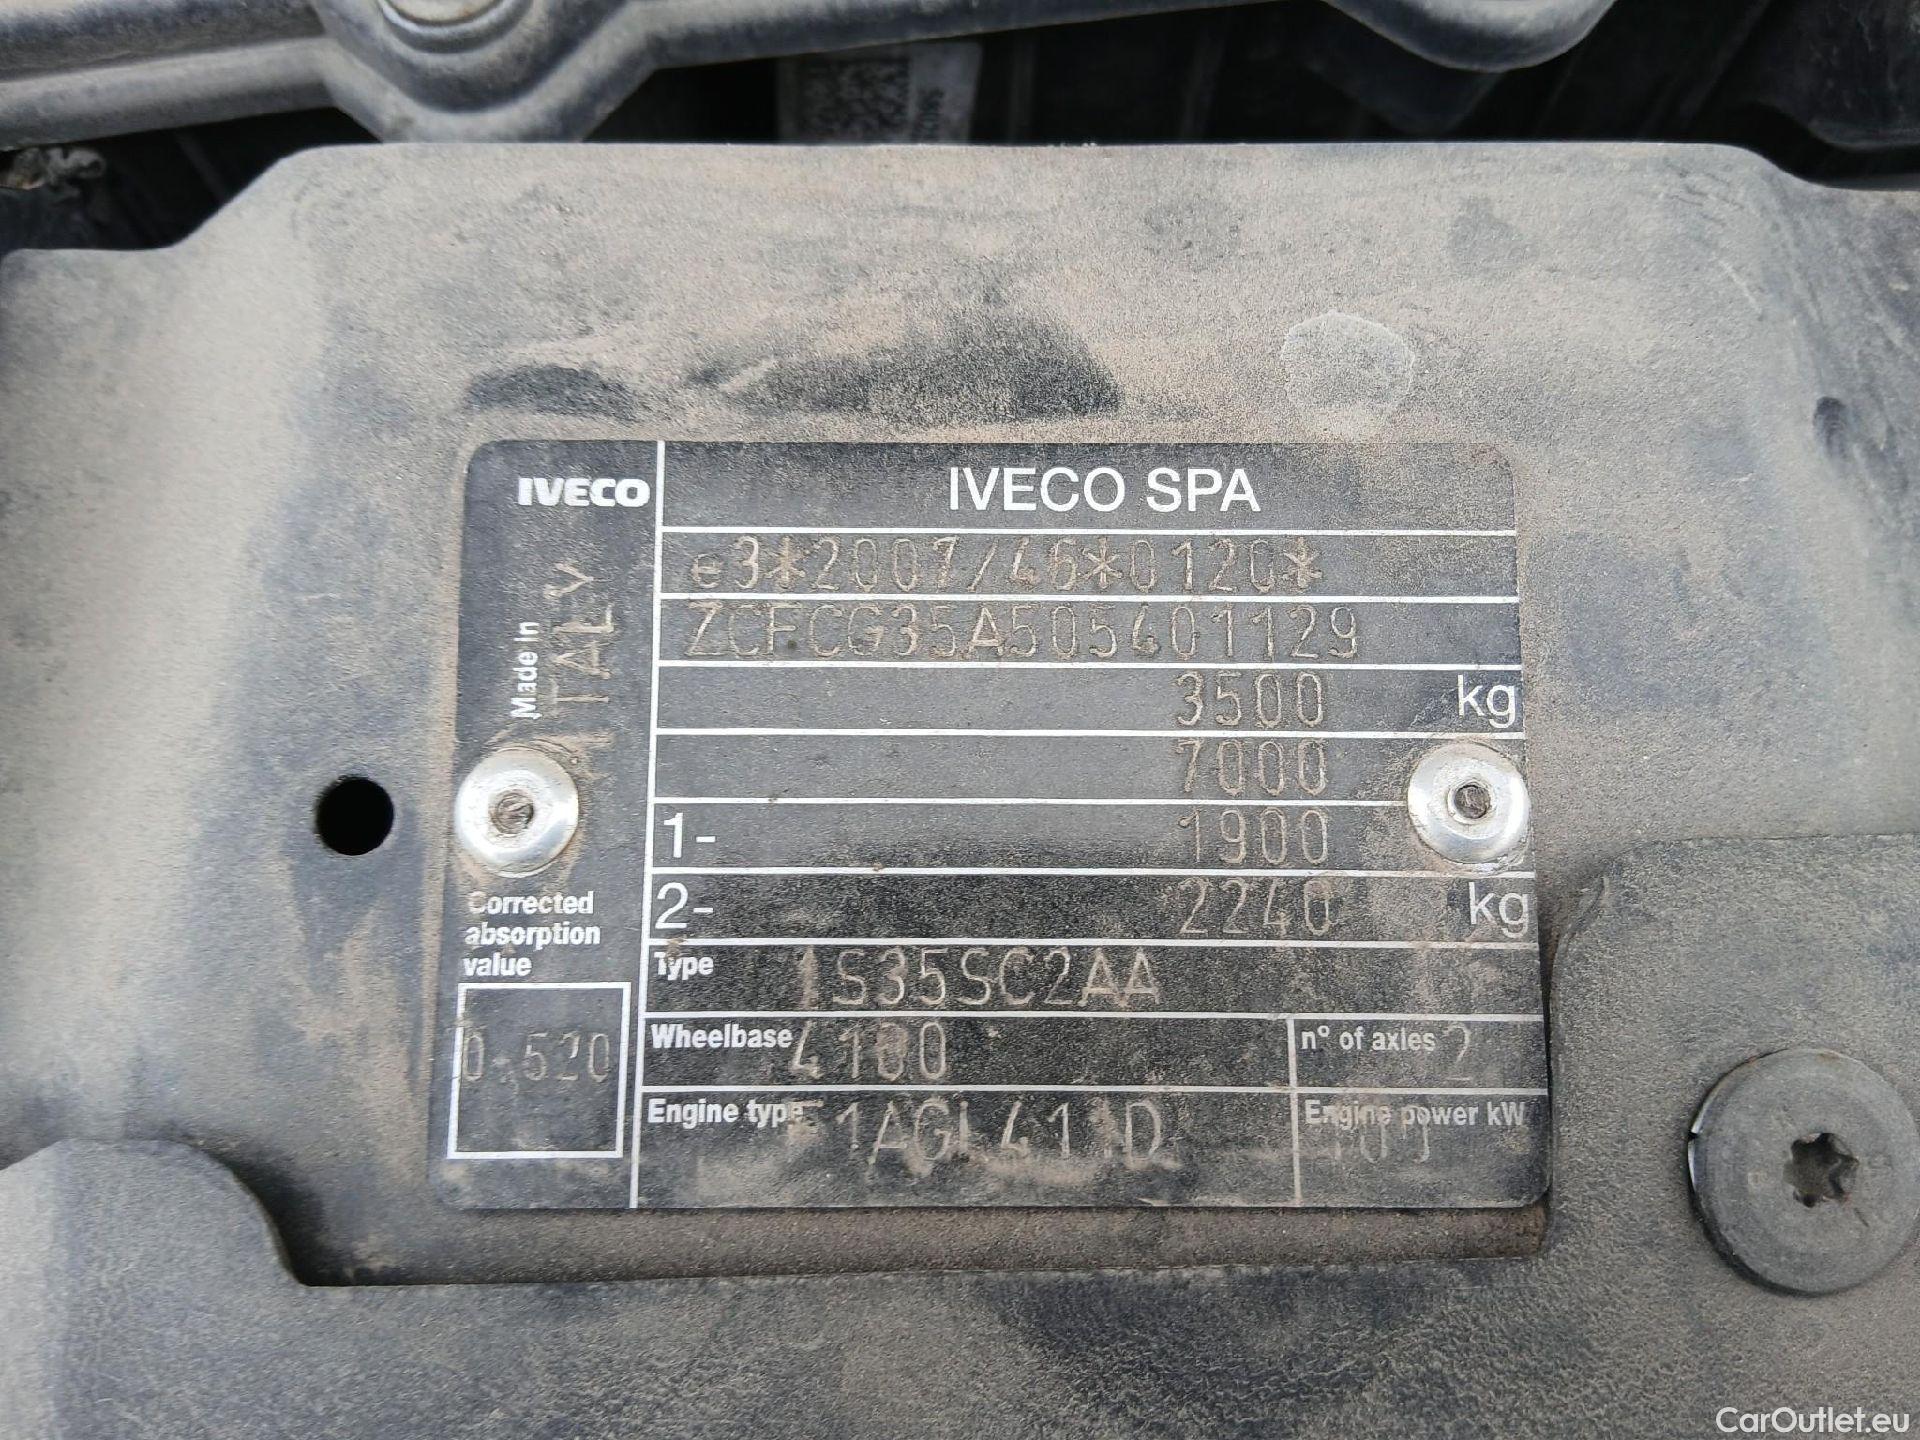 IVECO
IVECO SPA
Made in
ITALY
e3*2007/46*0120*
ZCFCG35A505401129
3500 kg
7000
1- 1900
2- 2240 kg
Corrected
absorption
value
0.520
Type 1S35SC2AA
Wheelbase 4100
n° of axles 2
Engine type F1AGL411*D
Engine power kW 100
CarOutlet.eu